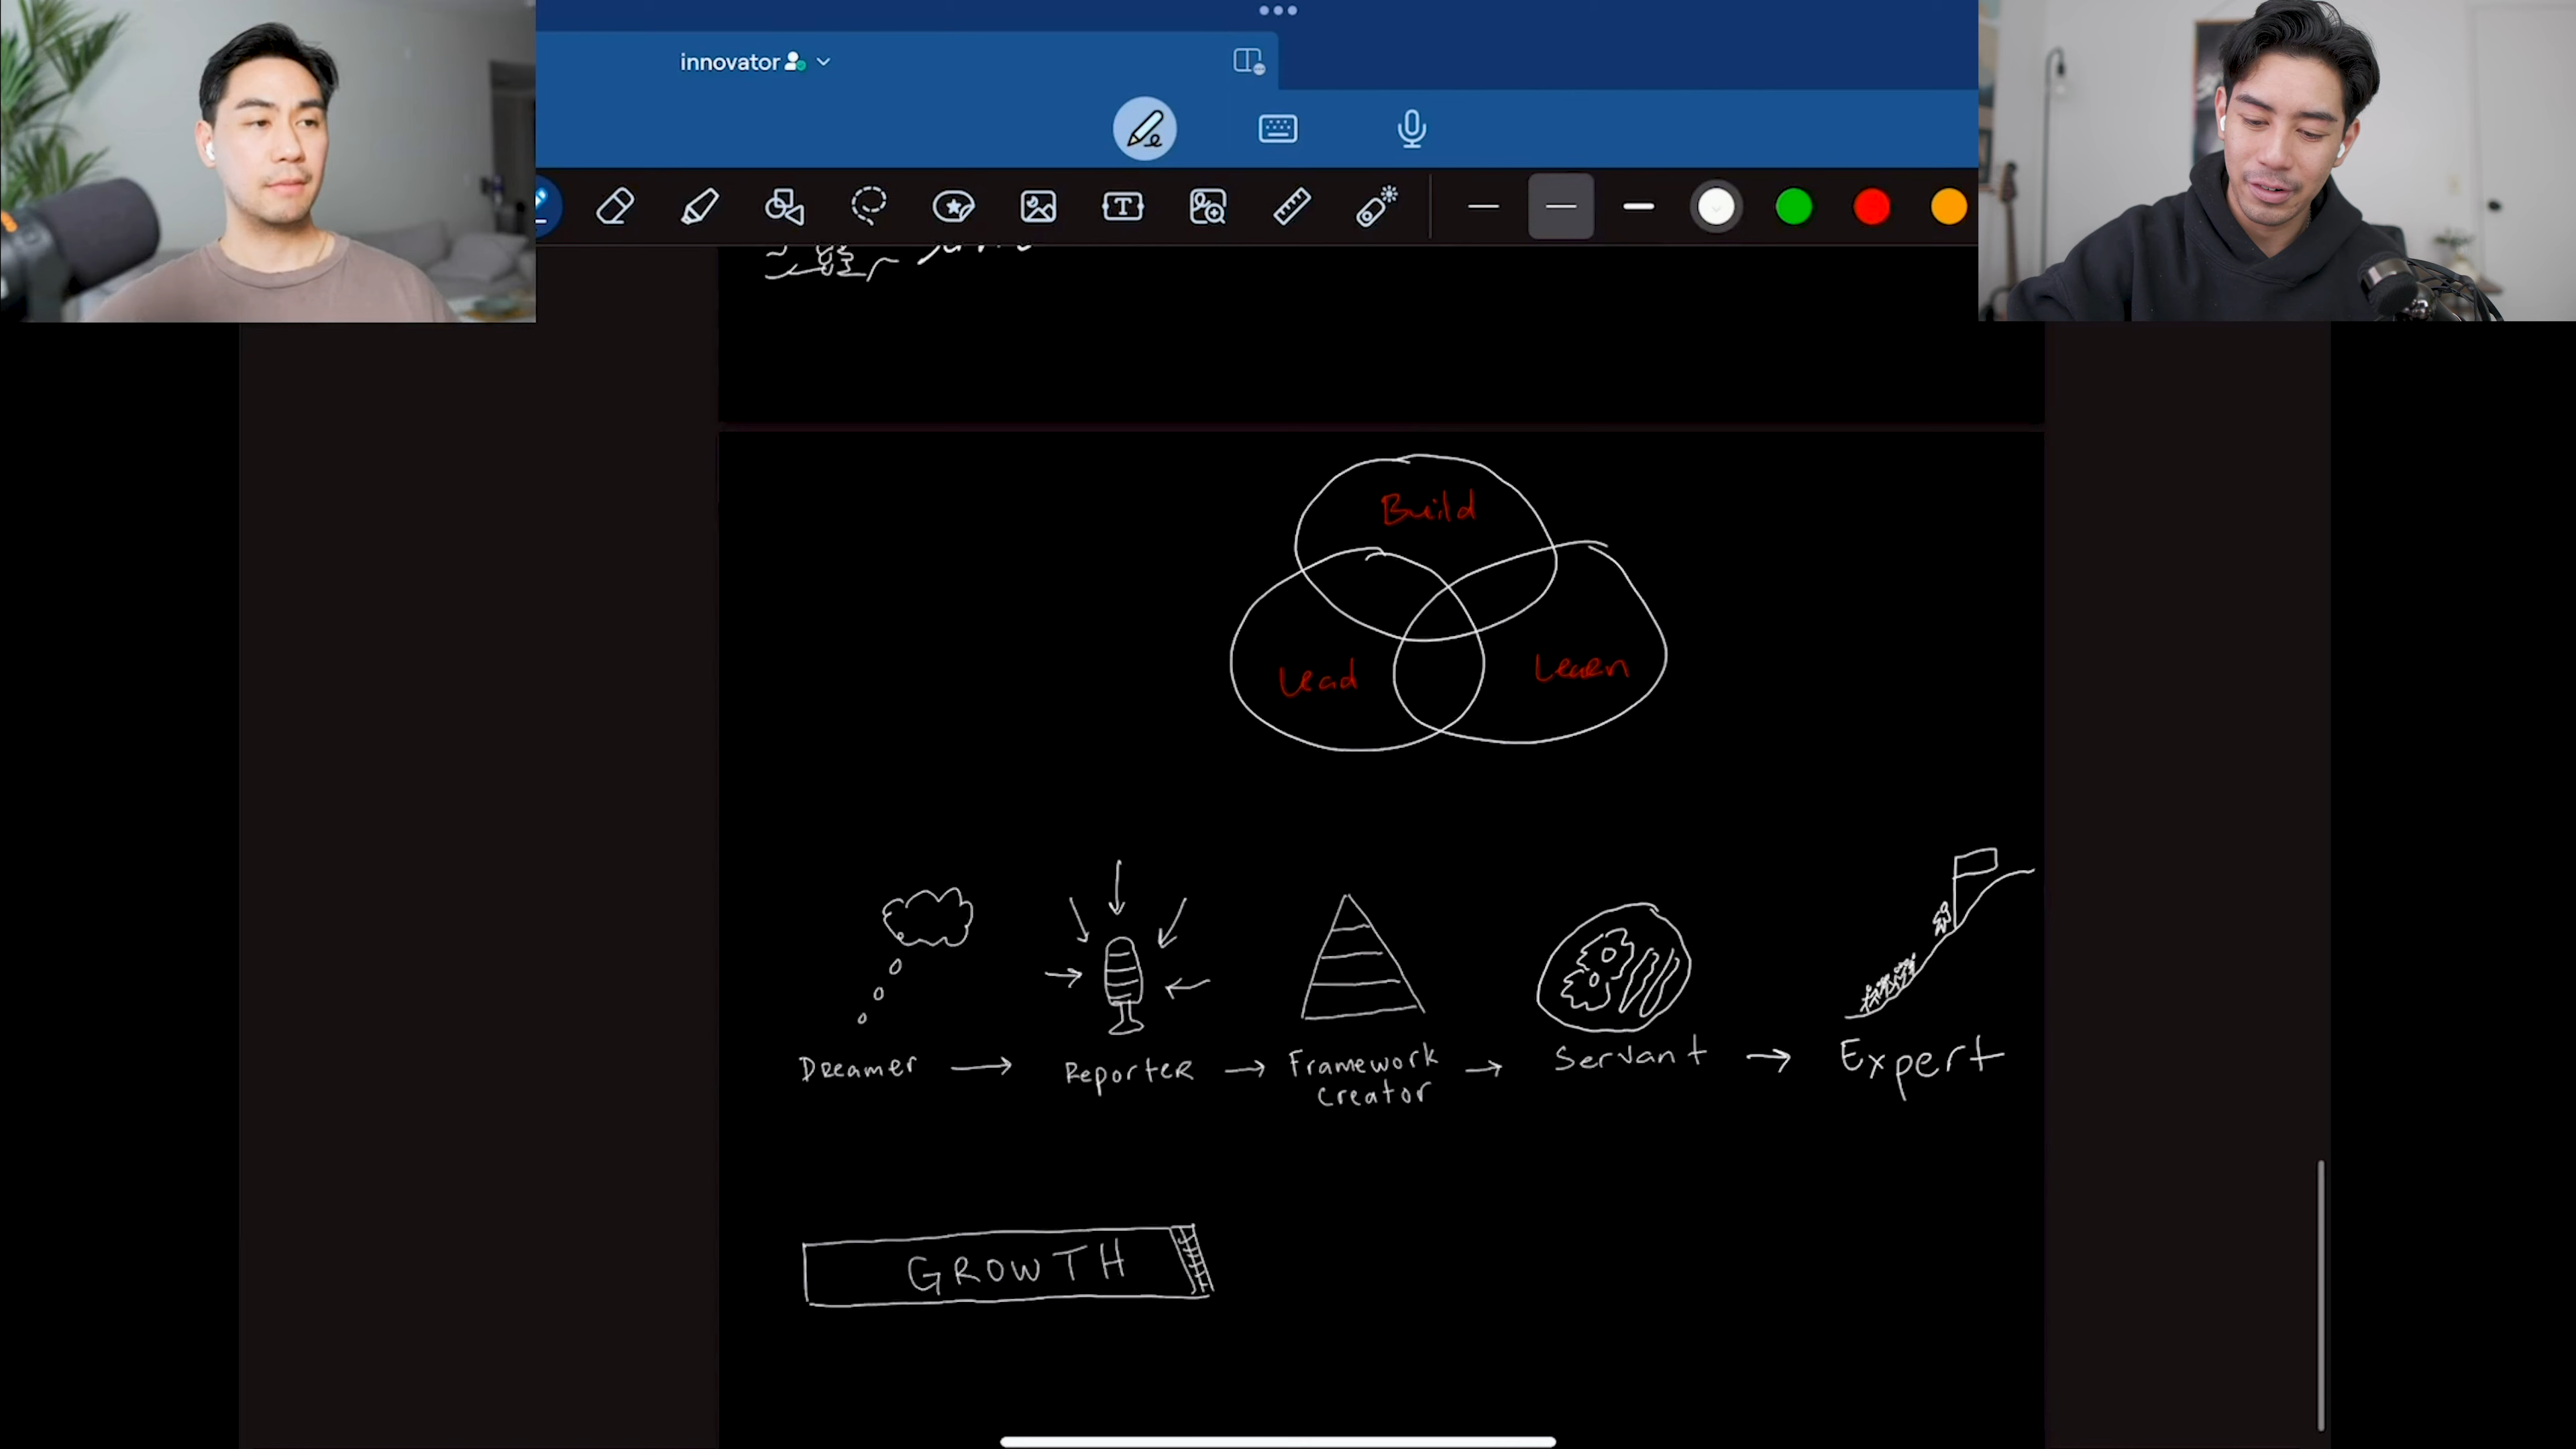 innovator
Build
Lead
Learn
Dreamer → Reporter → Framework Creator → Servant → Expert
GROWTH